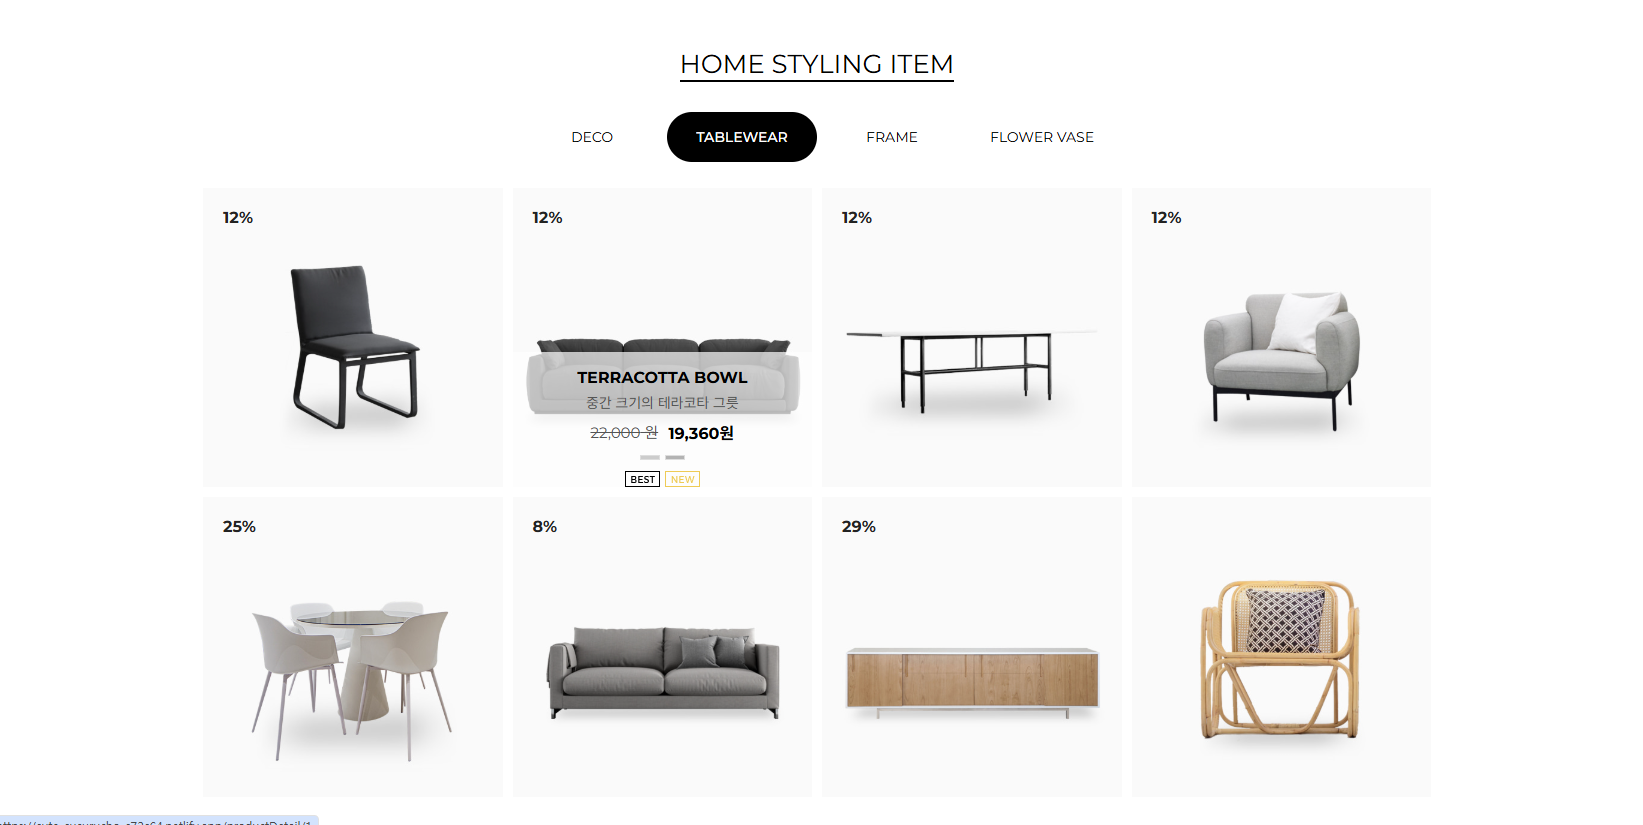 HOME STYLING ITEM
DECO TABLEWEAR FRAME FLOWER VASE
12% 12% 12% 12%
TERRACOTTA BOWL
중간 크기의 테라코타 그릇
22,000 원 19,360원
BEST NEW
25% 8% 29%